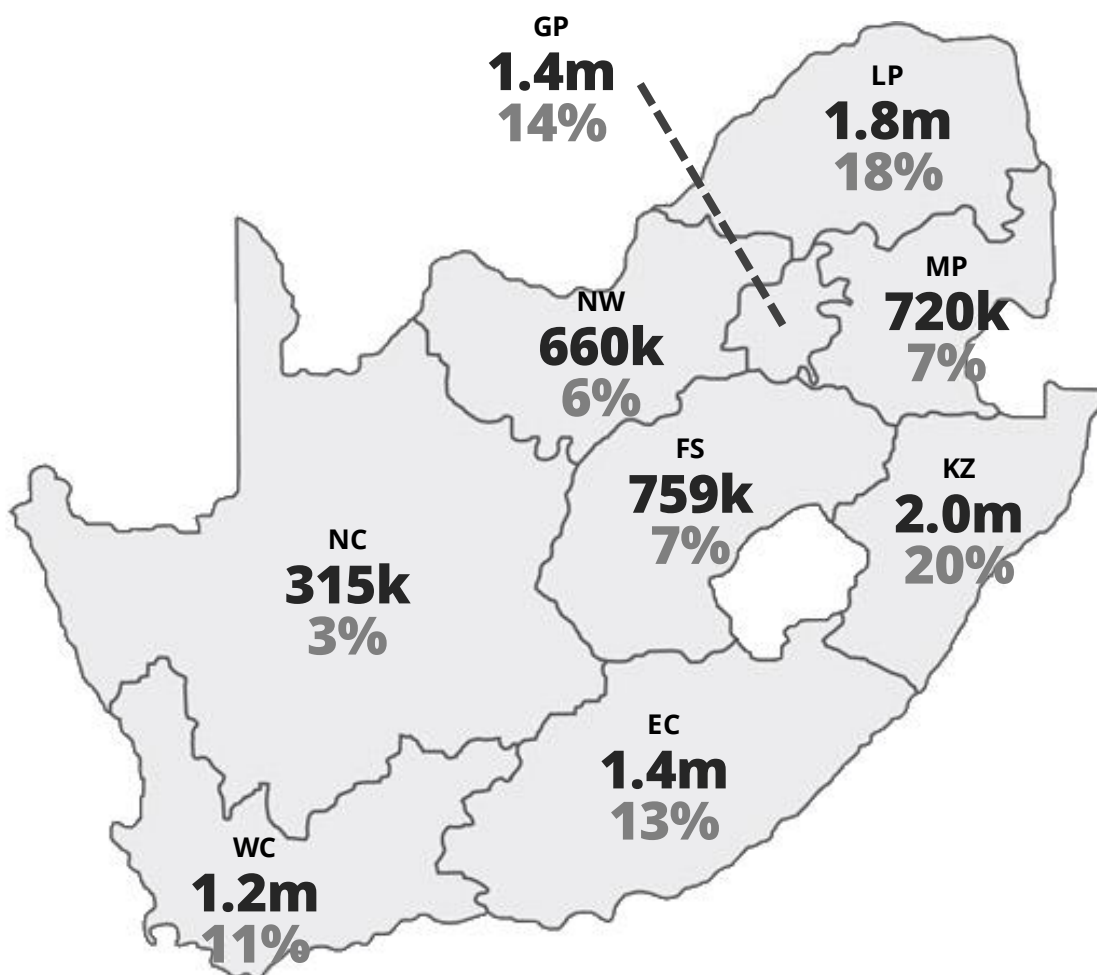 GP
1.4m
14%
LP
1.8m
18%
MP
720k
7%
NW
660k
6%
FS
759k
7%
KZ
2.0m
20%
NC
315k
3%
EC
1.4m
13%
WC
1.2m
11%